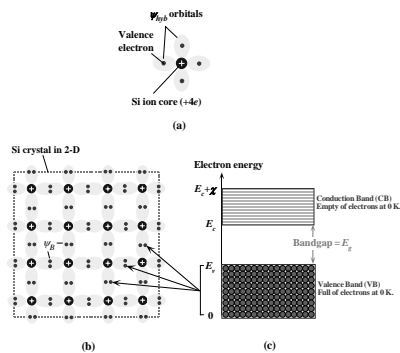 ψhyb orbitals
Valence
electron
Si ion core (+4e)
(a)
Si crystal in 2-D
ψB
(b)
Electron energy
Ec+χ
Conduction Band (CB)
Empty of electrons at 0 K.
Ec
Bandgap = Eg
Ev
Valence Band (VB)
Full of electrons at 0 K.
0
(c)